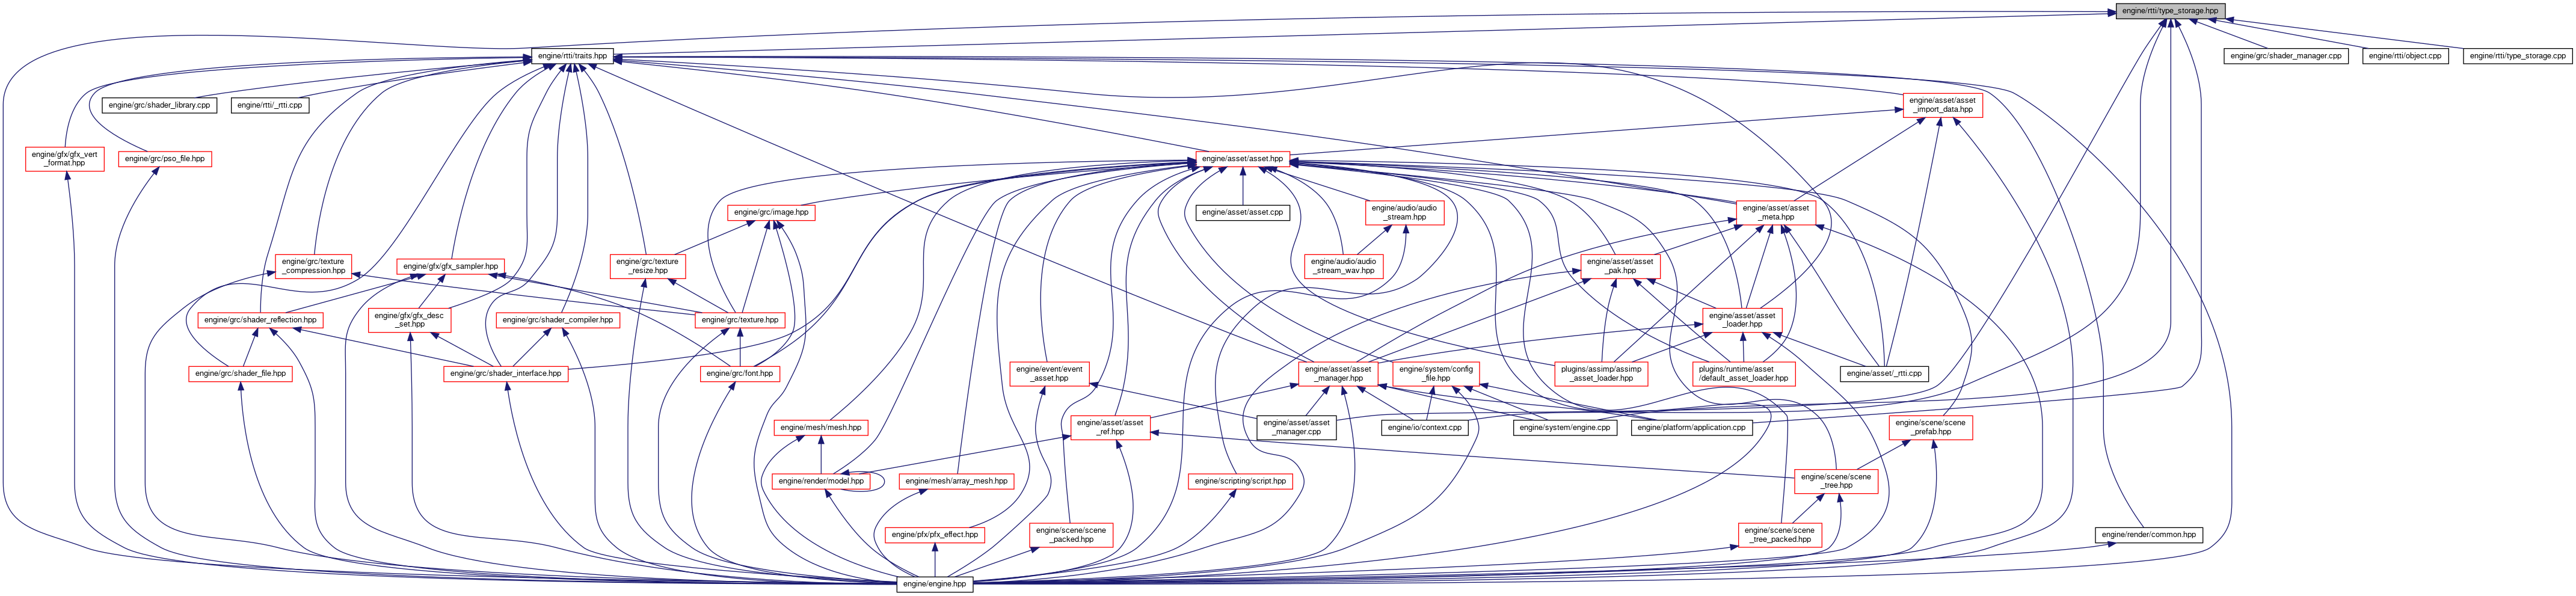 engine/rtti/type_storage.hpp
engine/rtti/traits.hpp
engine/grc/shader_manager.cpp
engine/rtti/object.cpp
engine/rtti/type_storage.cpp
engine/grc/shader_library.cpp
engine/rtti/_rtti.cpp
engine/asset/asset
_import_data.hpp
engine/gfx/gfx_vert
_format.hpp
engine/grc/pso_file.hpp
engine/asset/asset.hpp
engine/grc/image.hpp
engine/asset/asset.cpp
engine/audio/audio
_stream.hpp
engine/asset/asset
_meta.hpp
engine/grc/texture
_compression.hpp
engine/gfx/gfx_sampler.hpp
engine/grc/texture
_resize.hpp
engine/audio/audio
_stream_wav.hpp
engine/asset/asset
_pak.hpp
engine/grc/shader_reflection.hpp
engine/gfx/gfx_desc
_set.hpp
engine/grc/shader_compiler.hpp
engine/grc/texture.hpp
engine/asset/asset
_loader.hpp
engine/grc/shader_file.hpp
engine/grc/shader_interface.hpp
engine/grc/font.hpp
engine/event/event
_asset.hpp
engine/asset/asset
_manager.hpp
engine/system/config
_file.hpp
plugins/assimp/assimp
_asset_loader.hpp
plugins/runtime/asset
/default_asset_loader.hpp
engine/asset/_rtti.cpp
engine/mesh/mesh.hpp
engine/asset/asset
_ref.hpp
engine/asset/asset
_manager.cpp
engine/io/context.cpp
engine/system/engine.cpp
engine/platform/application.cpp
engine/scene/scene
_prefab.hpp
engine/render/model.hpp
engine/mesh/array_mesh.hpp
engine/scripting/script.hpp
engine/scene/scene
_tree.hpp
engine/pfx/pfx_effect.hpp
engine/scene/scene
_packed.hpp
engine/scene/scene
_tree_packed.hpp
engine/render/common.hpp
engine/engine.hpp